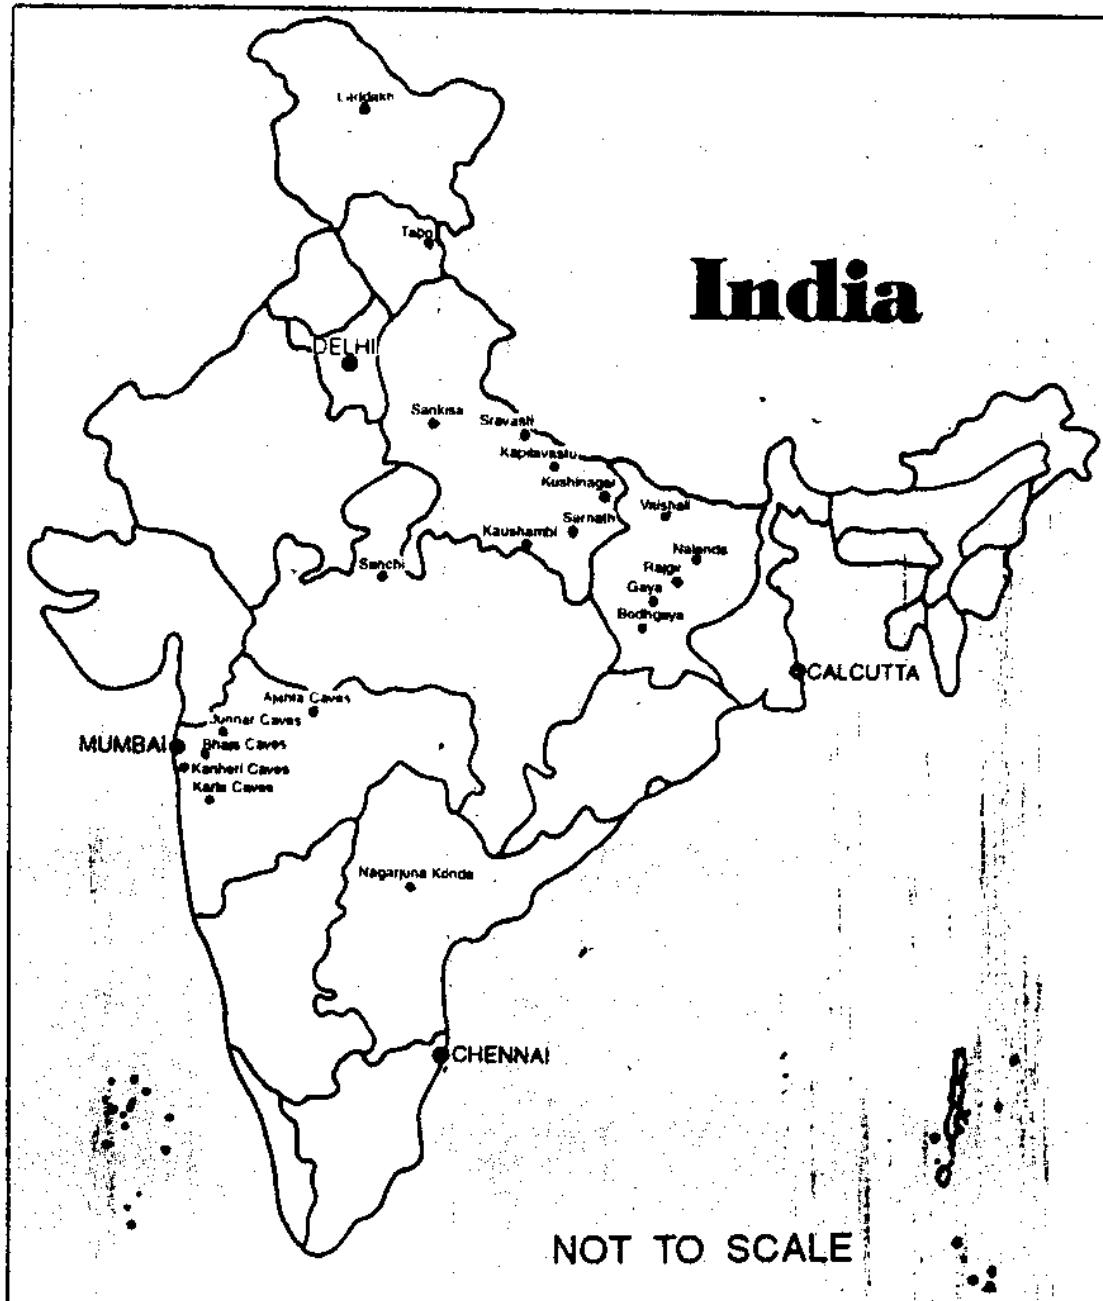 Ladakh
Tabo
India
DELHI
Sankisa
Sravasti
Kapilavastu
Kushinagar
Vaishali
Sarnath
Kaushambi
Nalanda
Sanchi
Rajgir
Gaya
Bodhgaya
CALCUTTA
Ajanta Caves
Junnar Caves
MUMBAI
Bhaja Caves
Kanheri Caves
Karla Caves
Nagarjuna Konda
CHENNAI
NOT TO SCALE